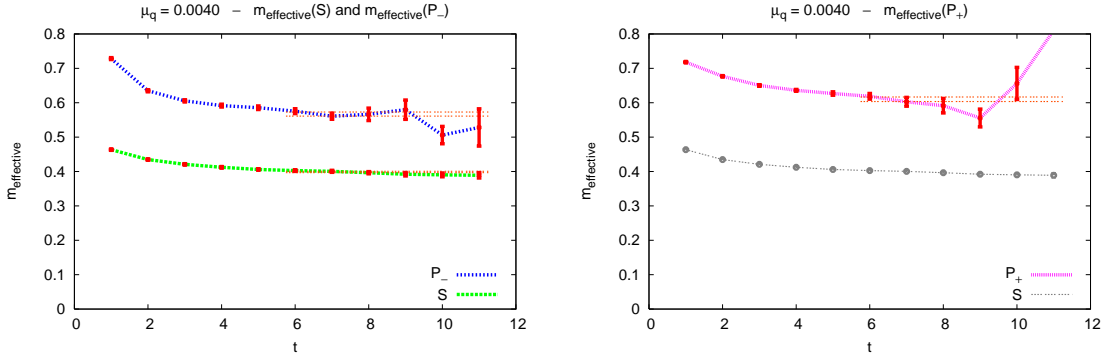 μq = 0.0040 − meffective(S) and meffective(P−)
meffective
0.8
0.7
0.6
0.5
0.4
0.3
0.2
0.1
0
P−
S
0 2 4 6 8 10 12
t
μq = 0.0040 − meffective(P+)
meffective
0.8
0.7
0.6
0.5
0.4
0.3
0.2
0.1
0
P+
S
0 2 4 6 8 10 12
t